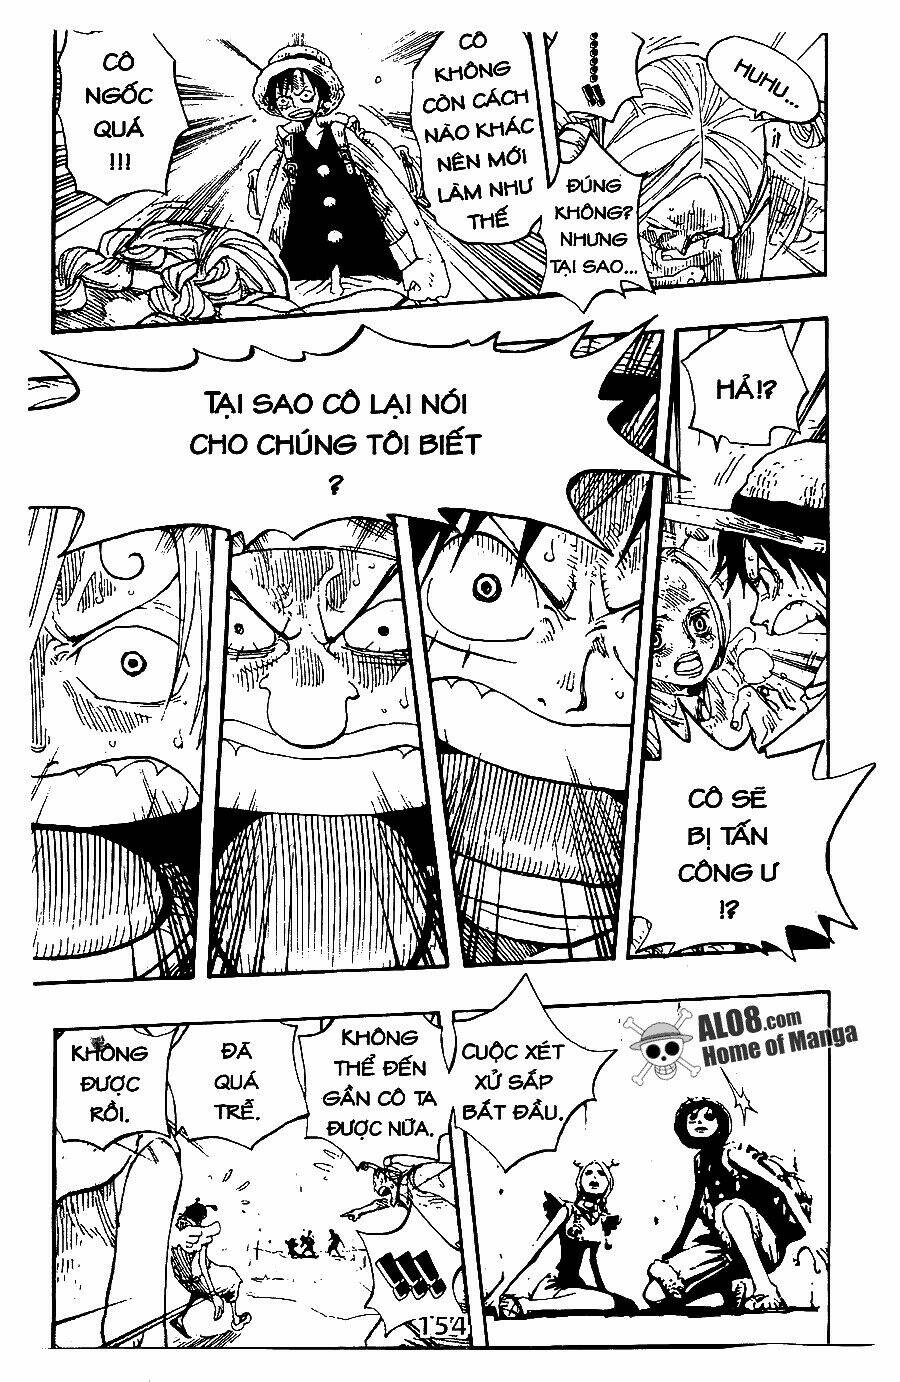 HUHU...
ĐÚNG
KHÔNG?
NHƯNG
TẠI SAO...
CÔ
KHÔNG
CÒN CÁCH
NÀO KHÁC
NÊN MỚI
LÀM NHƯ
THẾ
CÔ
NGỐC
QUÁ
!!!
HẢ!?
TẠI SAO CÔ LẠI NÓI
CHO CHÚNG TÔI BIẾT
?
CÔ SẼ
BỊ TẤN
CÔNG Ư
!?
CUỘC XÉT
XỬ SẮP
BẮT ĐẦU.
KHÔNG
THỂ ĐẾN
GẦN CÔ TA
ĐƯỢC NỮA.
ĐÃ
QUÁ
TRỄ.
KHÔNG
ĐƯỢC
RỒI.
!!!
AL08.com
Home of Manga
154